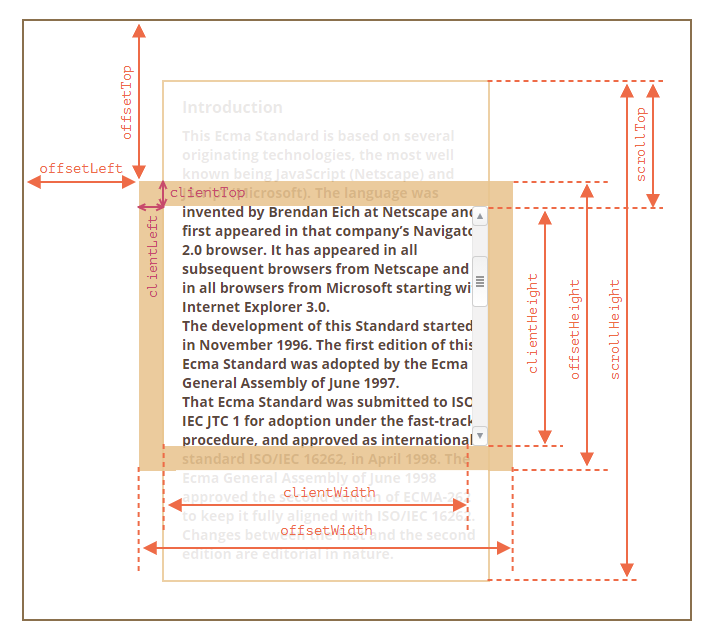 offsetTop
Introduction
This Ecma Standard is based on several
originating technologies, the most well
known being JavaScript (Netscape) and
offsetLeft
scrollTop
clientTop
(Microsoft). The language was
invented by Brendan Eich at Netscape and
first appeared in that company's Navigato
2.0 browser. It has appeared in all
subsequent browsers from Netscape and
in all browsers from Microsoft starting wi
Internet Explorer 3.0.
clientLeft
The development of this Standard started
in November 1996. The first edition of this
Ecma Standard was adopted by the Ecma
General Assembly of June 1997.
That Ecma Standard was submitted to ISO
IEC JTC 1 for adoption under the fast-track
procedure, and approved as international
clientHeight
offsetHeight
scrollHeight
standard ISO/IEC 16262, in April 1998. The
Ecma General Assembly of June 1998
clientWidth
approved the second edition of ECMA-262
to keep it fully aligned with ISO/IEC 16262.
offsetWidth
Changes between the first and the second
edition are editorial in nature.